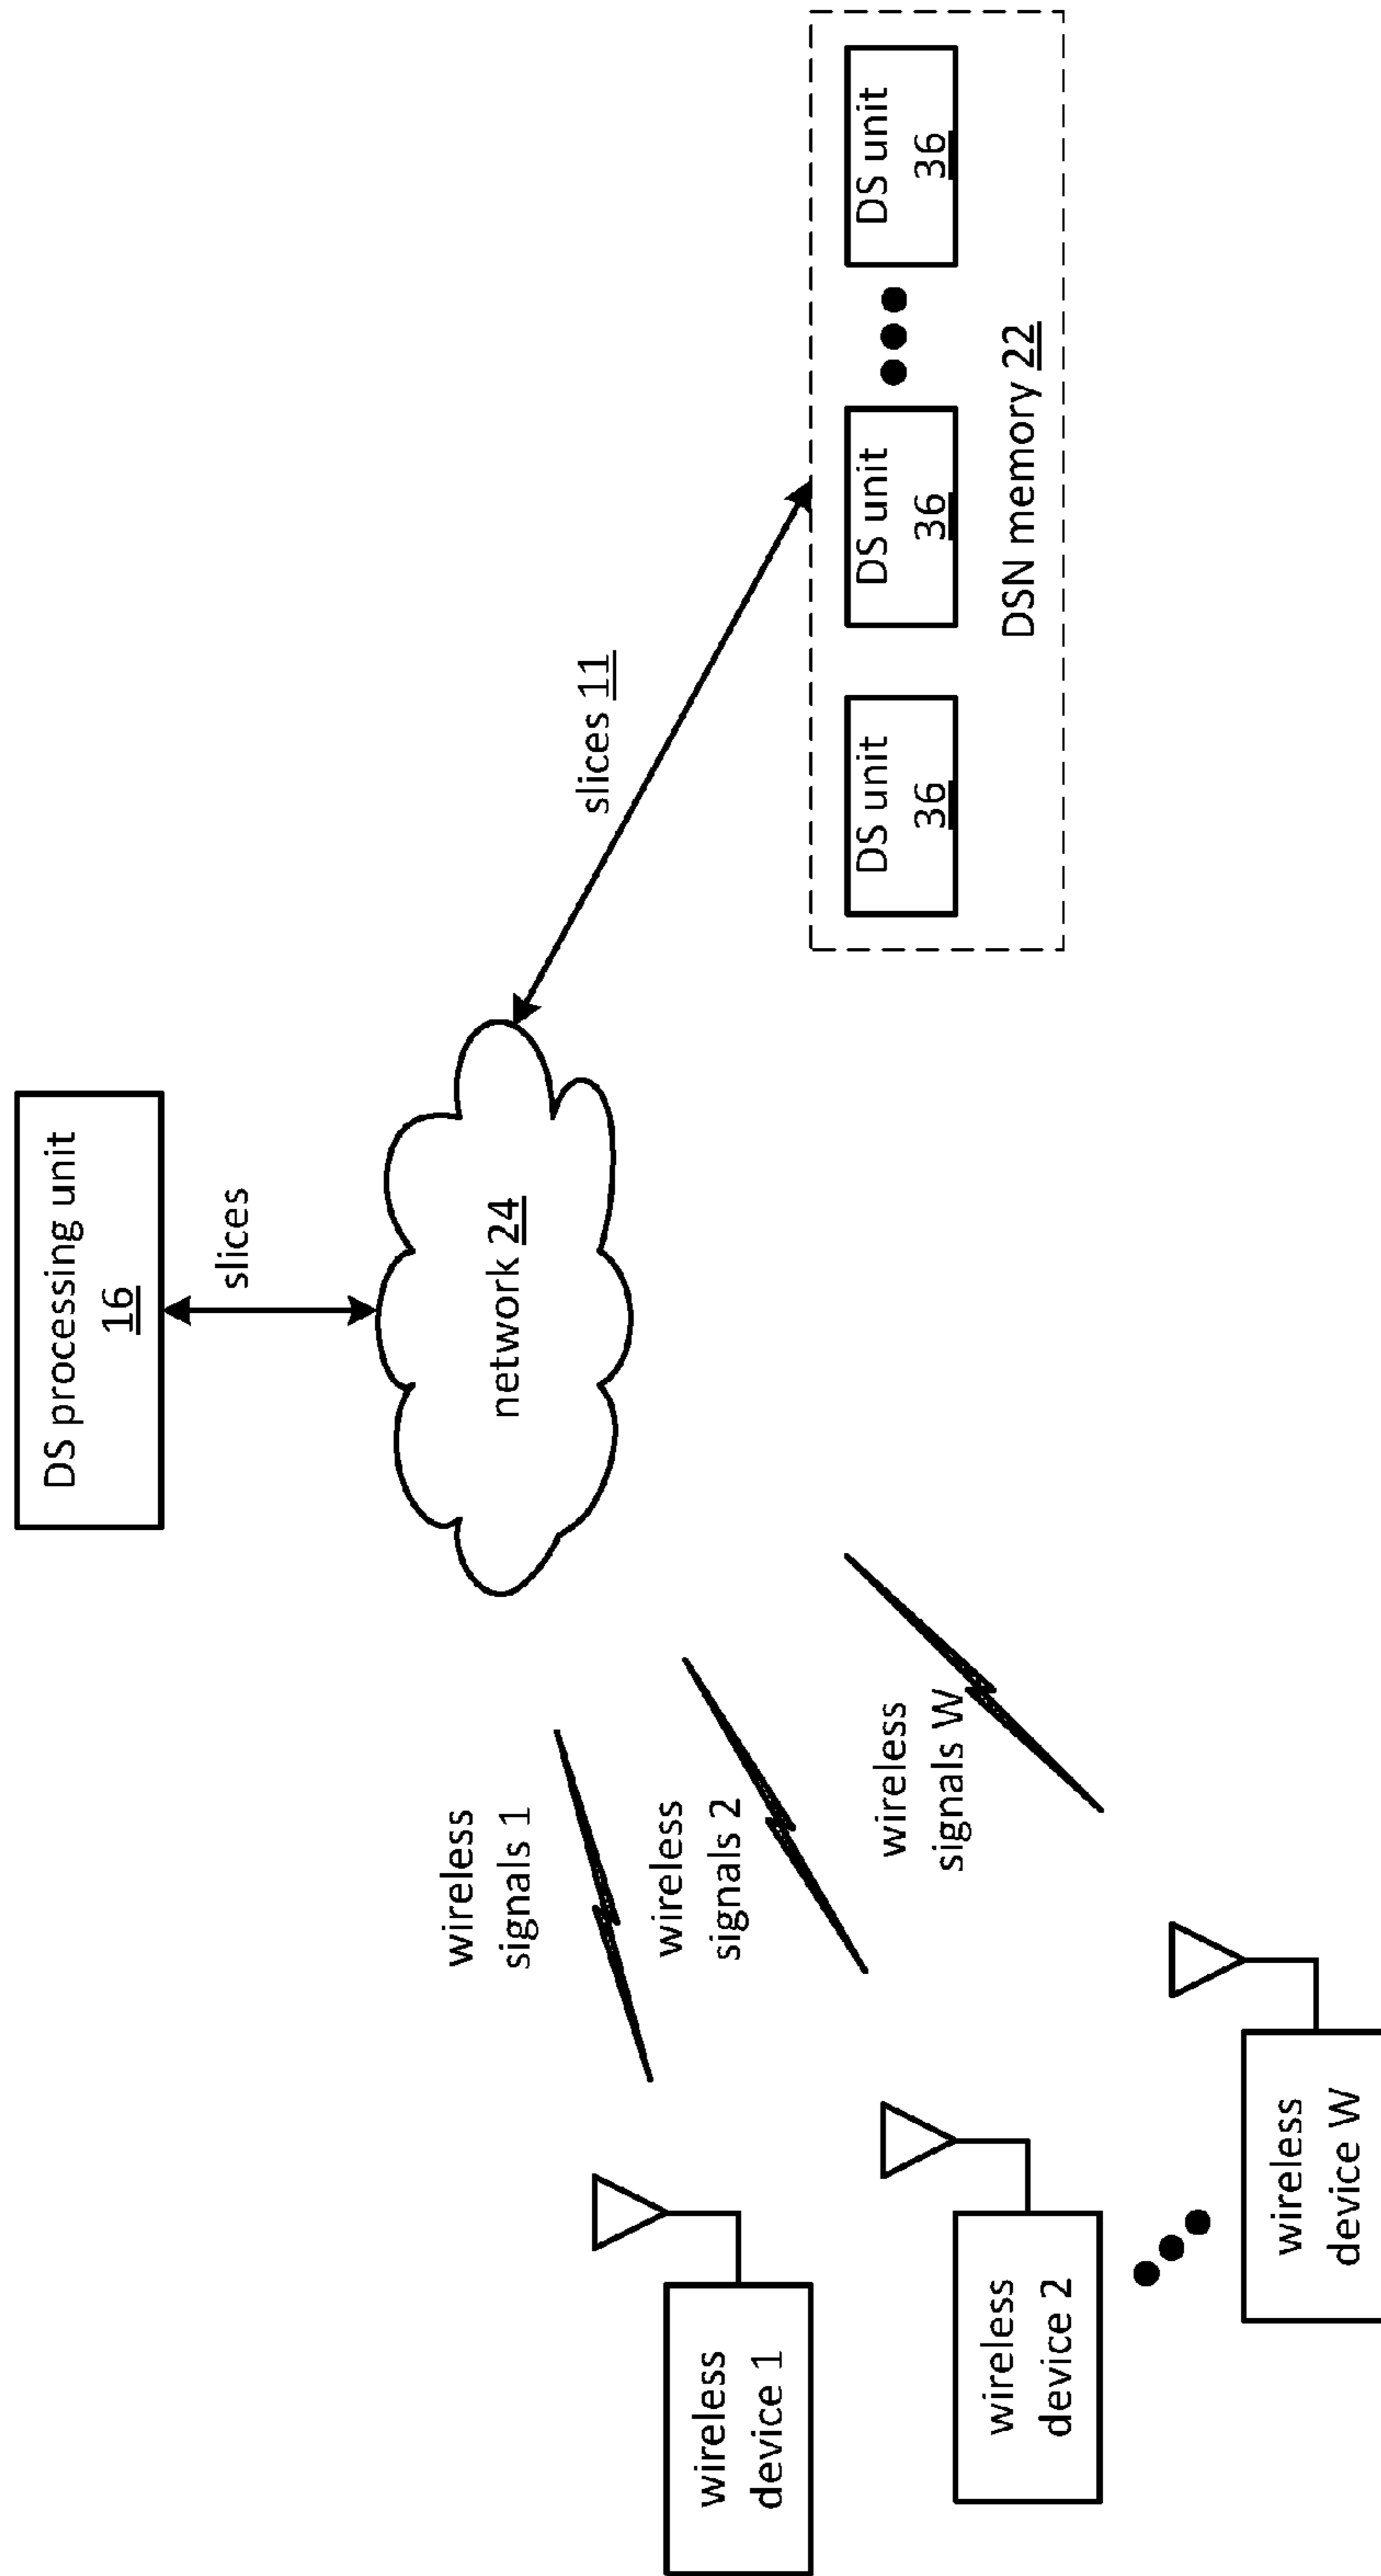 DS processing unit
16
slices
network 24
slices 11
DS unit
36
DS unit
36
DS unit
36
DSN memory 22
wireless
signals 1
wireless
signals 2
wireless
signals W
wireless
device 1
wireless
device 2
wireless
device W